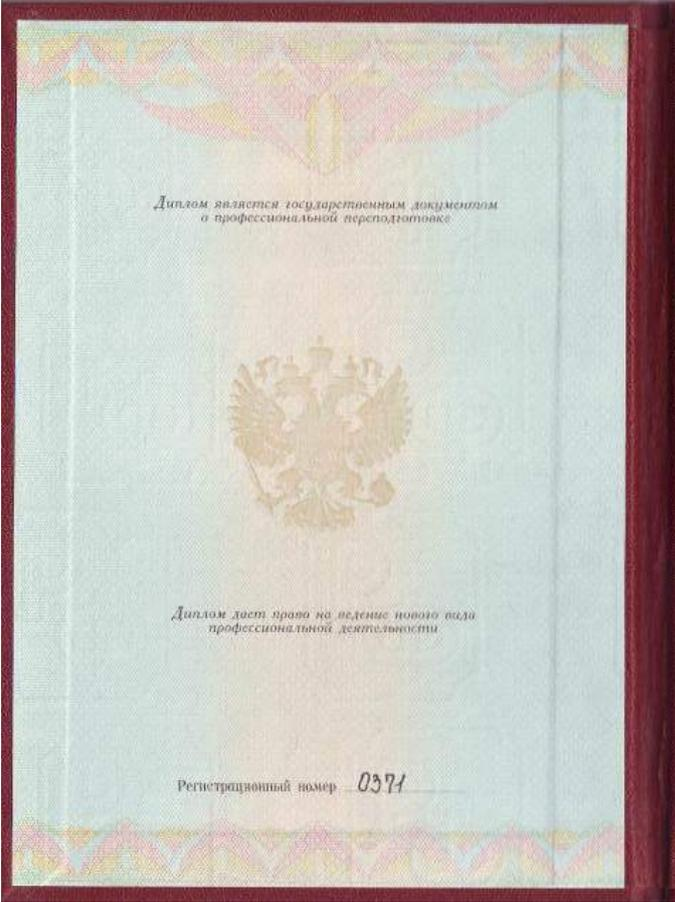 Диплом является государственным документом
о профессиональной переподготовке
Диплом дает право на ведение нового вида
профессиональной деятельности
Регистрационный номер 0371